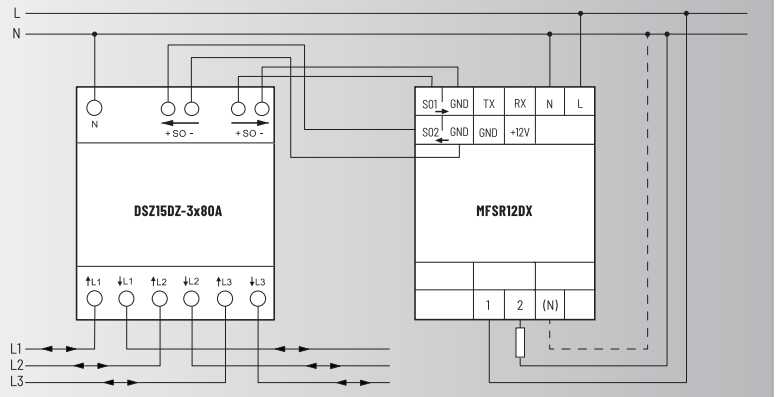 L
N
N
+ SO -
+ SO -
DSZ15DZ-3x80A
L1
L1
L2
L2
L3
L3
L1
L2
L3
S01 GND TX RX N L
S02 GND GND +12V
MFSR12DX
1 2 (N)